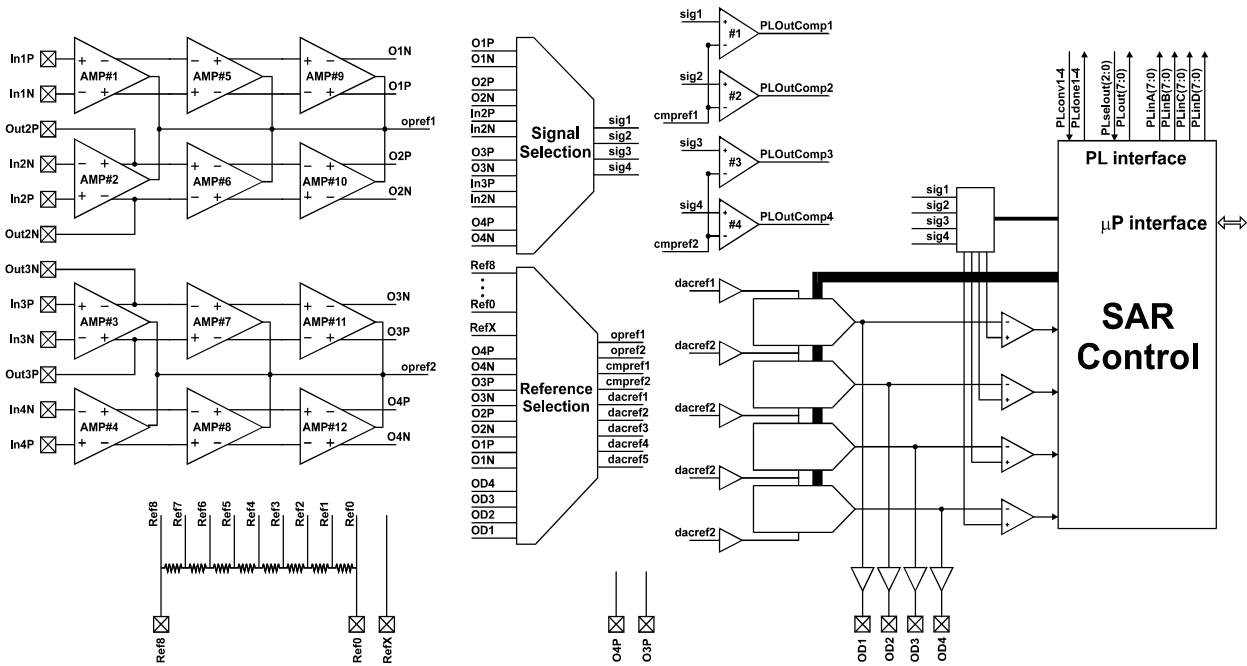 In1P
In1N
Out2P
In2N
In2P
Out2N
Out3N
In3P
In3N
Out3P
In4N
In4P
AMP#1
AMP#5
AMP#9
AMP#2
AMP#6
AMP#10
AMP#3
AMP#7
AMP#11
AMP#4
AMP#8
AMP#12
O1N
O1P
opref1
O2P
O2N
O3N
O3P
opref2
O4P
O4N
Ref8
Ref7
Ref6
Ref5
Ref4
Ref3
Ref2
Ref1
Ref0
Ref8
Ref0
RefX
O1P
O1N
O2P
O2N
In2P
In2N
O3P
O3N
In3P
In2N
O4P
O4N
Signal
Selection
sig1
sig2
sig3
sig4
Ref8
Ref0
RefX
O4P
O4N
O3P
O3N
O2P
O2N
O1P
O1N
OD4
OD3
OD2
OD1
Reference
Selection
opref1
opref2
cmpref1
cmpref2
dacref1
dacref2
dacref3
dacref4
dacref5
O4P
O3P
sig1
#1
PLOutComp1
sig2
#2
PLOutComp2
cmpref1
sig3
#3
PLOutComp3
sig4
#4
PLOutComp4
cmpref2
dacref1
dacref2
dacref2
dacref2
dacref2
OD1
OD2
OD3
OD4
sig1
sig2
sig3
sig4
PLconv1-4
PLdone1-4
PLselout(2:0)
PLout(7:0)
PLinA(7:0)
PLinB(7:0)
PLinC(7:0)
PLinD(7:0)
PL interface
µP interface
SAR
Control